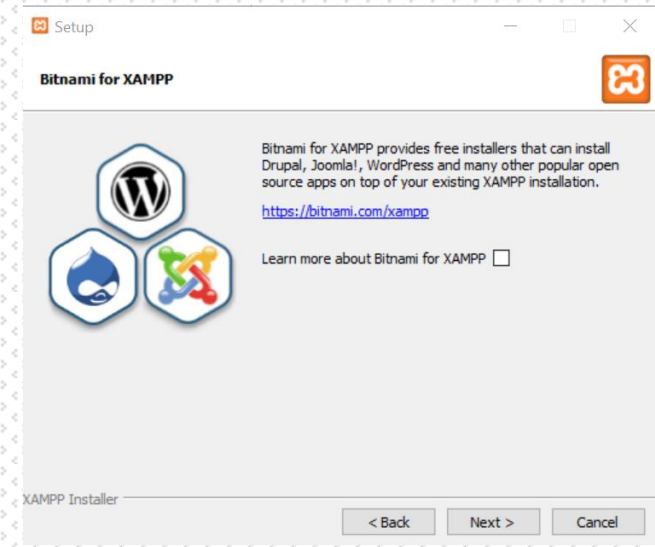 Setup
Bitnami for XAMPP
Bitnami for XAMPP provides free installers that can install
Drupal, Joomla!, WordPress and many other popular open
source apps on top of your existing XAMPP installation.
https://bitnami.com/xampp
Learn more about Bitnami for XAMPP
XAMPP Installer
< Back Next > Cancel